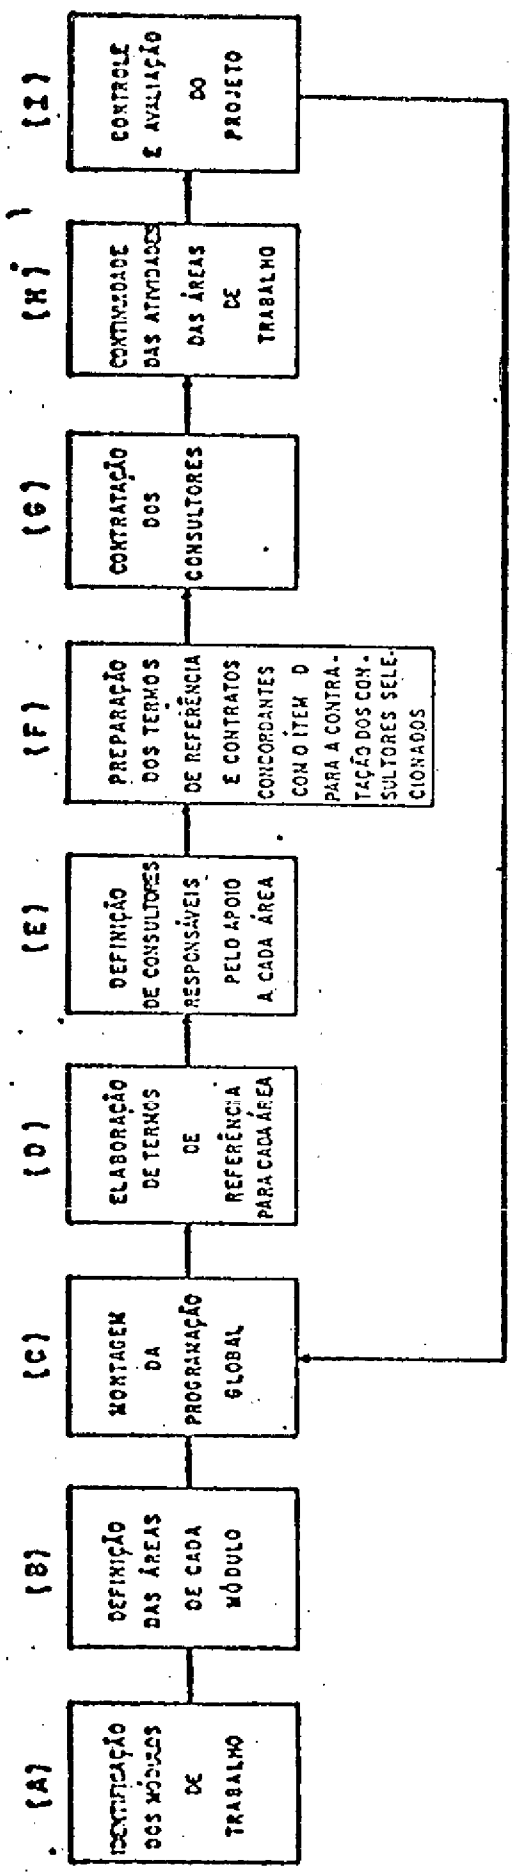 (A)
IDENTIFICAÇÃO
DOS MÓDULOS
DE
TRABALHO
(B)
DEFINIÇÃO
DAS ÁREAS
DE CADA
MÓDULO
(C)
MONTAGEM
DA
PROGRAMAÇÃO
GLOBAL
(D)
ELABORAÇÃO
DE TERMOS
DE
REFERÊNCIA
PARA CADA ÁREA
(E)
DEFINIÇÃO
DE CONSULTORES
RESPONSÁVEIS
PELO APOIO
A CADA ÁREA
(F)
PREPARAÇÃO
DOS TERMOS
DE REFERÊNCIA
E CONTRATOS
CONCORDANTES
COM O ÍTEM D
PARA A CONTRA-
TAÇÃO DOS CON-
SULTORES SELE-
CIONADOS
(G)
CONTRATAÇÃO
DOS
CONSULTORES
(H)
CONTINUIDADE
DAS ATIVIDADES
DAS ÁREAS
DE
TRABALHO
(I)
CONTROLE
E AVALIAÇÃO
DO
PROJETO